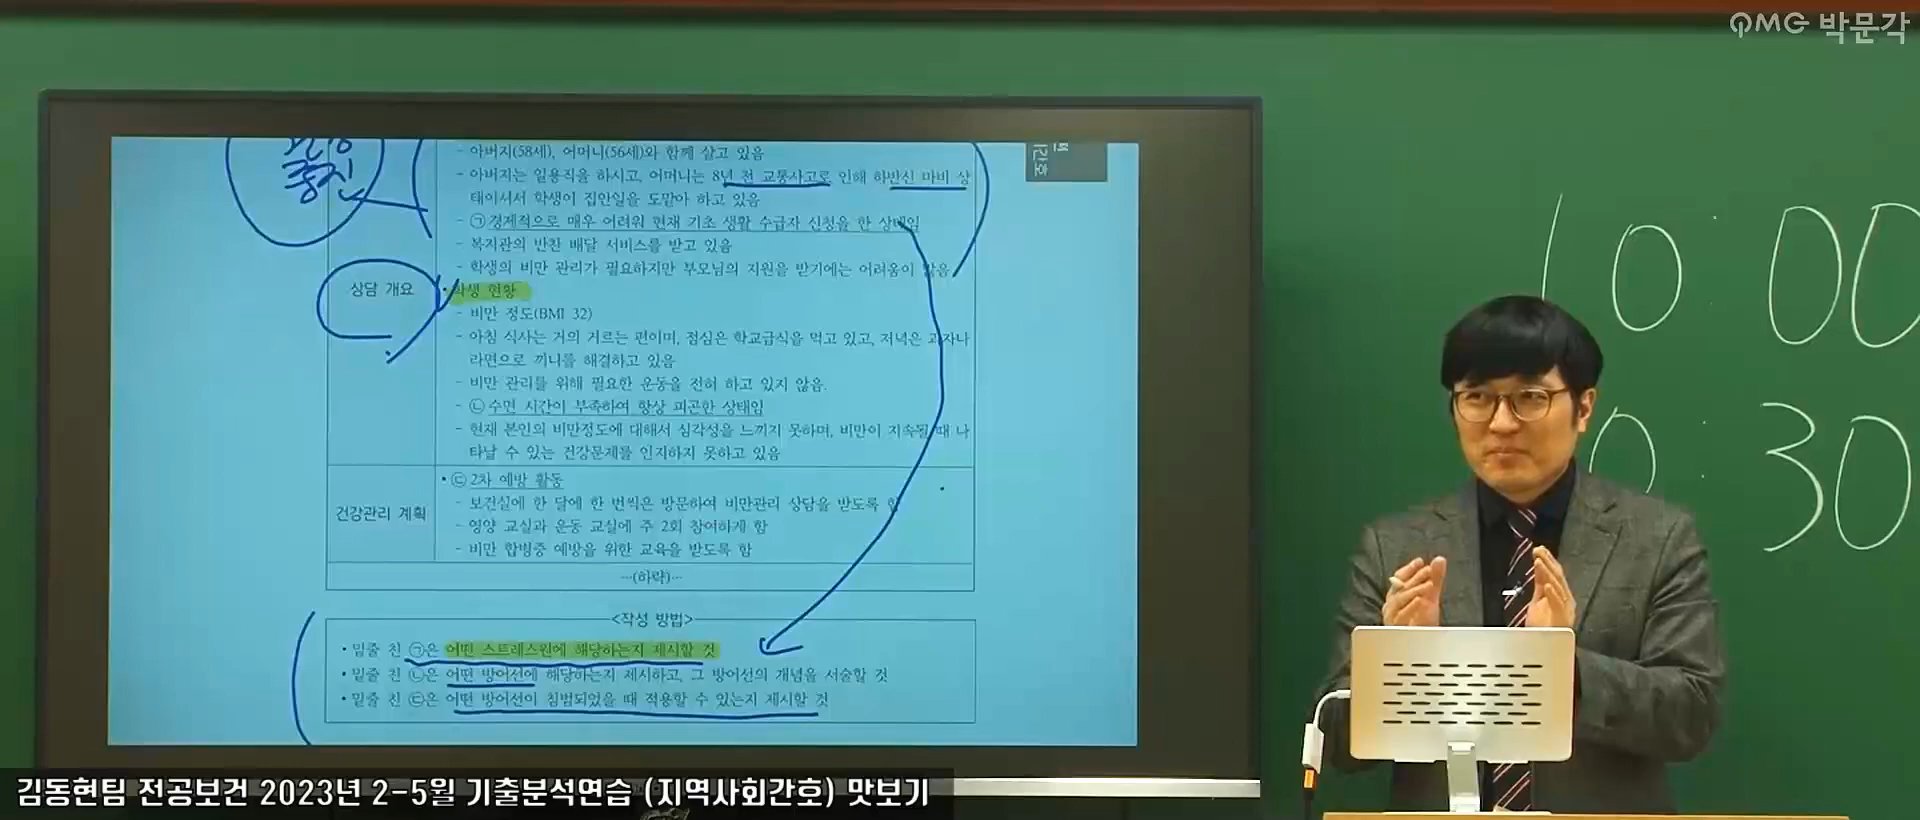 PMG 박문각
중진
- 아버지(58세), 어머니(56세)와 함께 살고 있음
- 아버지는 일용직을 하시고, 어머니는 8년 전 교통사고로 인해 하반신 마비 상
태이셔서 학생이 집안일을 도맡아 하고 있음
- ㉠경제적으로 매우 어려워 현재 기초 생활 수급자 신청을 한 상태임
- 복지관의 반찬 배달 서비스를 받고 있음
- 학생의 비만 관리가 필요하지만 부모님의 지원을 받기에는 어려움이 많음
상담 개요
• 학생 현황
- 비만 정도(BMI 32)
- 아침 식사는 거의 거르는 편이며, 점심은 학교급식을 먹고 있고, 저녁은 과자나
라면으로 끼니를 해결하고 있음
- 비만 관리를 위해 필요한 운동을 전혀 하고 있지 않음.
- ㉡수면 시간이 부족하여 항상 피곤한 상태임
- 현재 본인의 비만정도에 대해서 심각성을 느끼지 못하며, 비만이 지속될 때 나
타날 수 있는 건강문제를 인지하지 못하고 있음
건강관리 계획
• ㉢2차 예방 활동
- 보건실에 한 달에 한 번씩은 방문하여 비만관리 상담을 받도록 함
- 영양 교실과 운동 교실에 주 2회 참여하게 함
- 비만 합병증 예방을 위한 교육을 받도록 함
…(하략)…
<작성 방법>
• 밑줄 친 ㉠은 어떤 스트레스원에 해당하는지 제시할 것
• 밑줄 친 ㉡은 어떤 방어선에 해당하는지 제시하고, 그 방어선의 개념을 서술할 것
• 밑줄 친 ㉢은 어떤 방어선이 침범되었을 때 적용할 수 있는지 제시할 것
10:00
0:30
김동현팀 전공보건 2023년 2-5월 기출분석연습 (지역사회간호) 맛보기